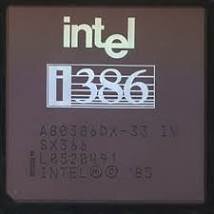 intel
i386
A80386DX-33 IV
SX366
L0520491
INTEL Ⓜ © '85